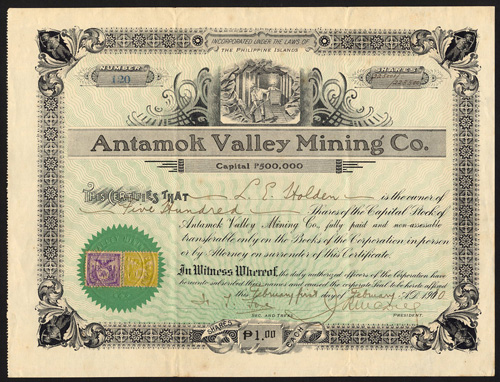 INCORPORATED UNDER THE LAWS OF
THE PHILIPPINE ISLANDS
NUMBER
120
SHARES
Antamok Valley Mining Co.
Capital ₱500,000
THIS CERTIFIES THAT L. E. Holden is the owner of
Five Hundred Shares of the Capital Stock of
Antamok Valley Mining Co., fully paid and non-assessable
transferable only on the Books of the Corporation in person
or by Attorney on surrender of this Certificate.
In Witness Whereof, the duly authorized officers of the Corporation have
hereunto subscribed their names and caused the corporate Seal to be hereto affixed
this February first day of February A.D. 1910
SEC. AND TREAS.
PRESIDENT.
SHARES
₱1.00
EACH